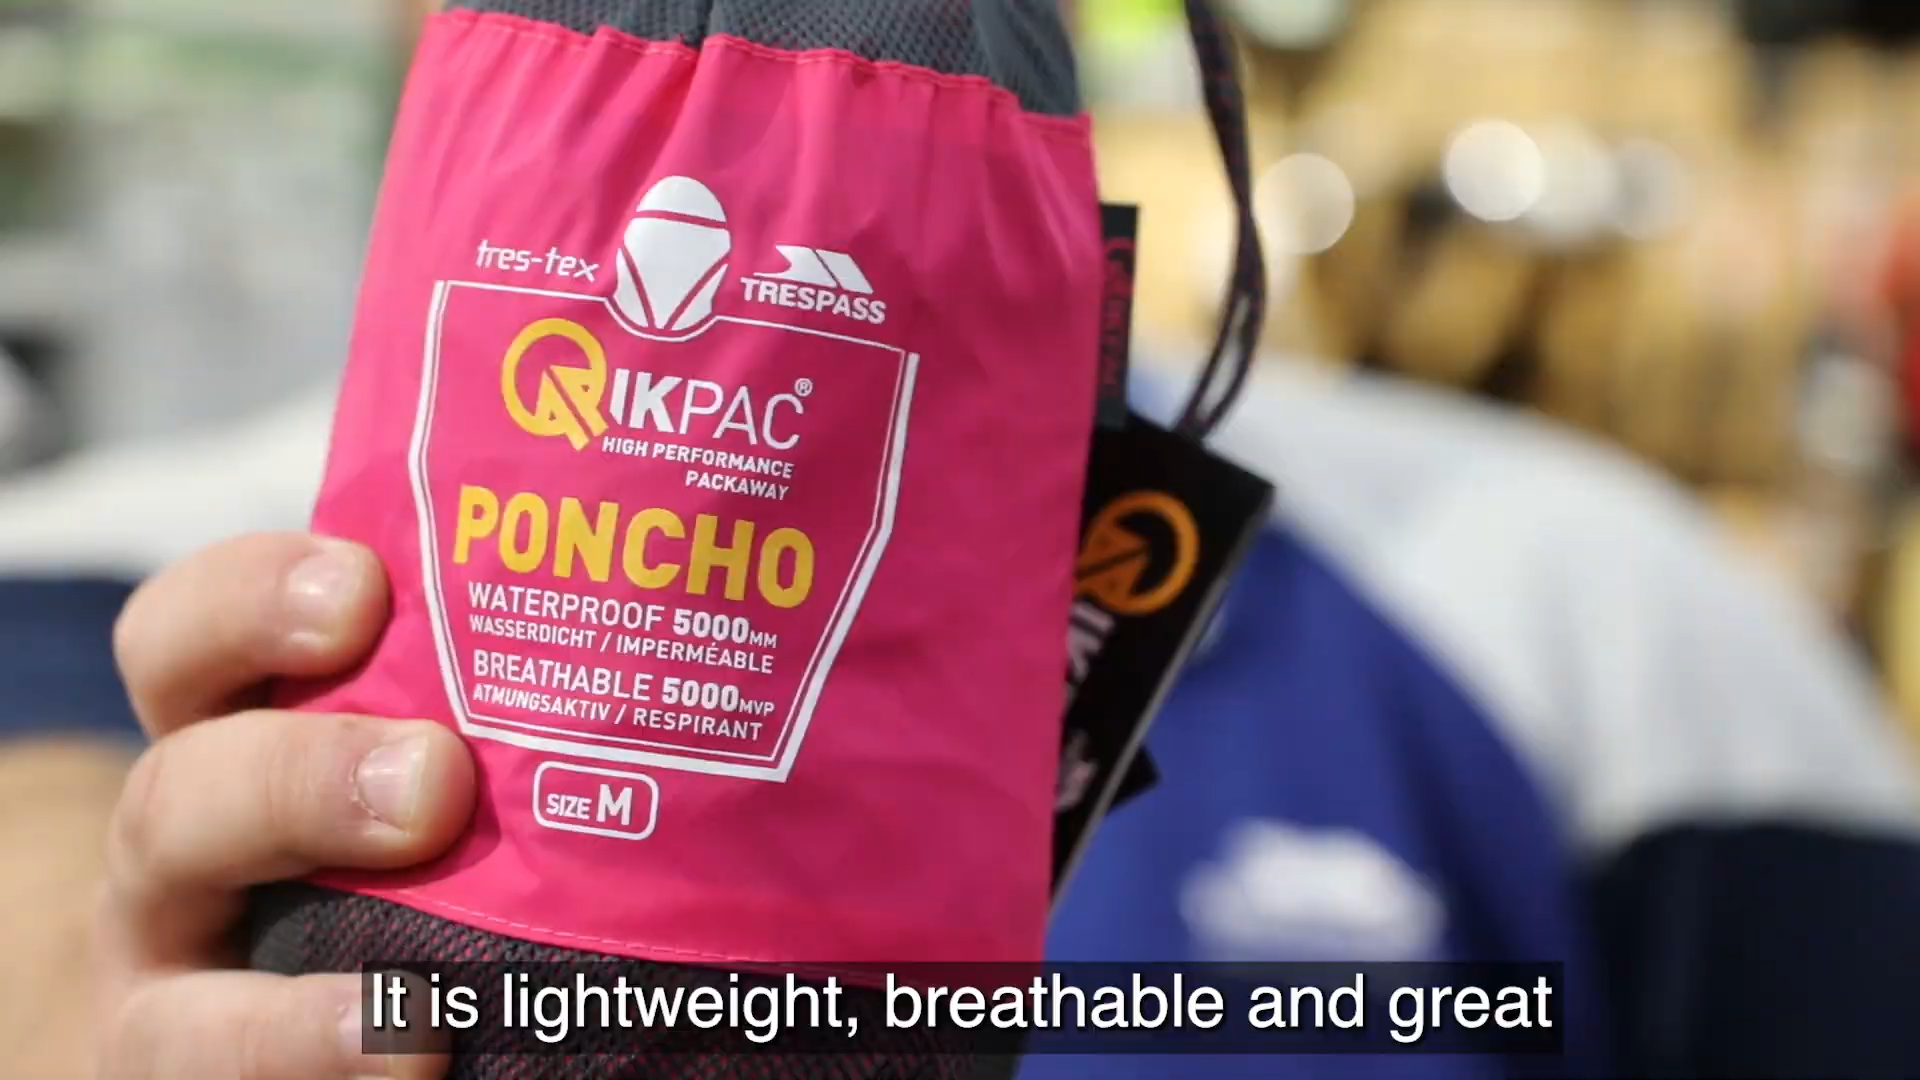 tres-tex
TRESPASS
QIKPAC®
HIGH PERFORMANCE
PACKAWAY
PONCHO
WATERPROOF 5000MM
WASSERDICHT / IMPERMÉABLE
BREATHABLE 5000MVP
ATMUNGSAKTIV / RESPIRANT
SIZE M
It is lightweight, breathable and great